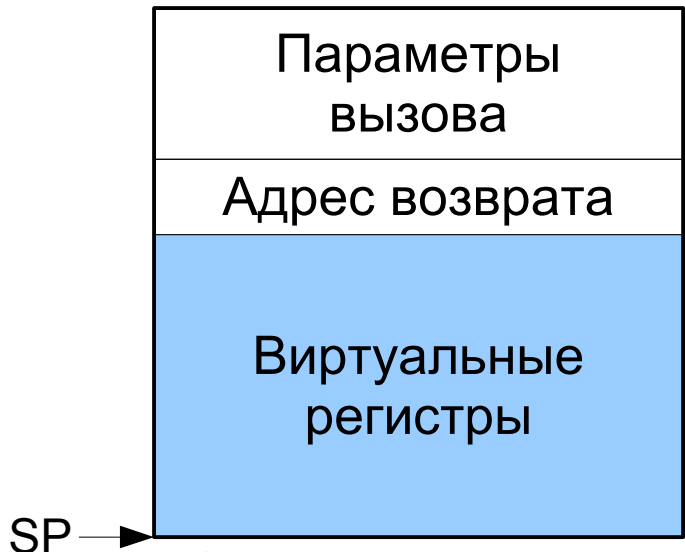 Параметры
вызова
Адрес возврата
Виртуальные
регистры
SP